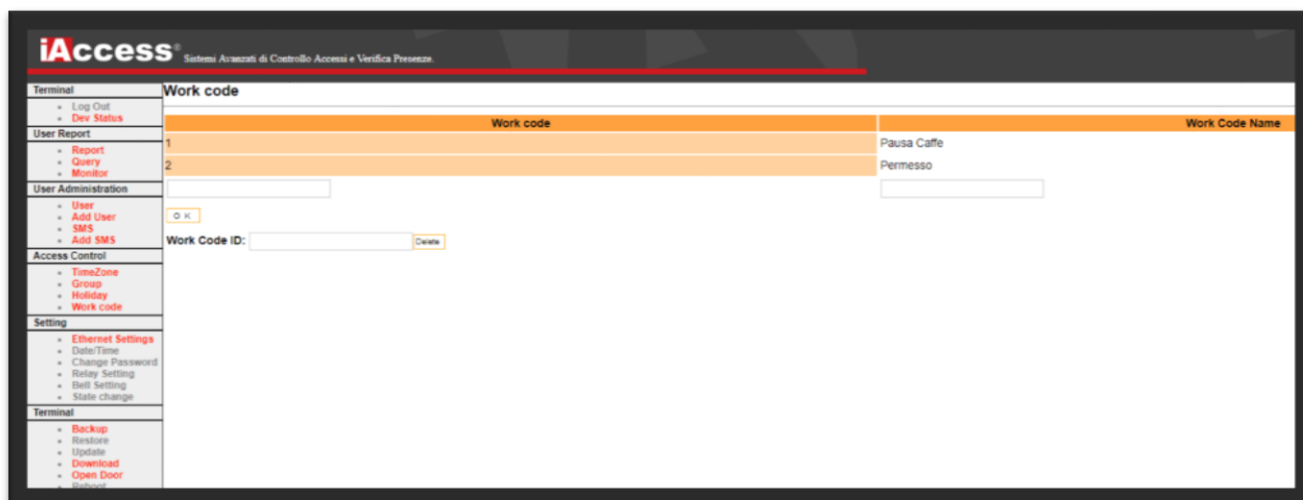 iAccess® Sistemi Avanzati di Controllo Accessi e Verifica Presenze.
Terminal
Log Out
Dev Status
User Report
Report
Query
Monitor
User Administration
User
Add User
SMS
Add SMS
Access Control
TimeZone
Group
Holiday
Work code
Setting
Ethernet Settings
Date/Time
Change Password
Relay Setting
Bell Setting
State change
Terminal
Backup
Restore
Update
Download
Open Door
Reboot
Work code
Work code Work Code Name
1 Pausa Caffe
2 Permesso
O K
Work Code ID: Delete